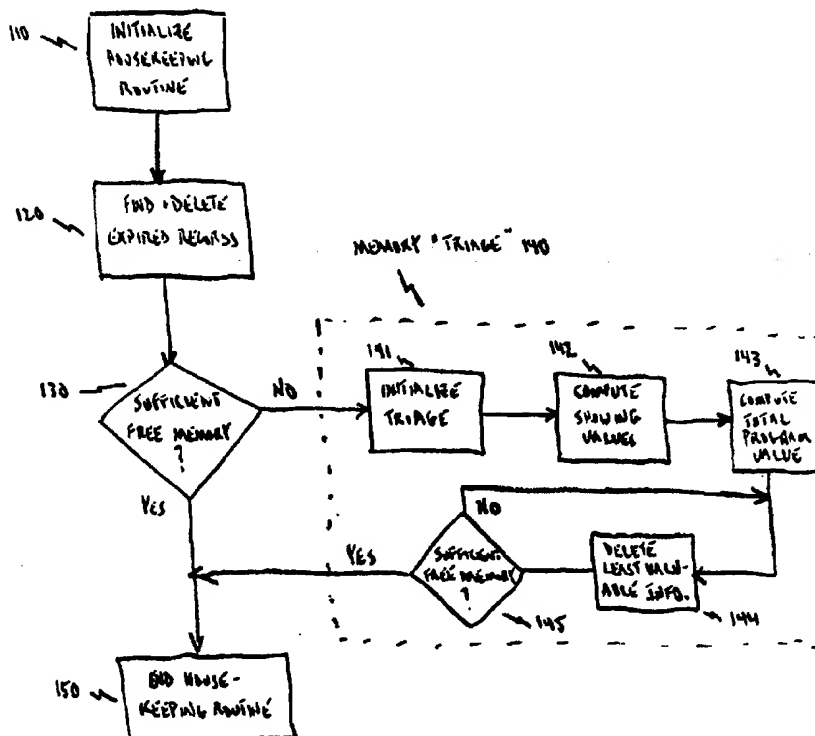 110
INITIALIZE
HOUSEKEEPING
ROUTINE
120
FIND + DELETE
EXPIRED RECORDS
MEMORY "TRIAGE" 140
130
SUFFICIENT
FREE MEMORY
?
NO
YES
141
INITIALIZE
TRIAGE
142
COMPUTE
SHOWING
VALUES
143
COMPUTE
TOTAL
PROGRAM
VALUE
NO
YES
SUFFICIENT
FREE MEMORY
?
145
DELETE
LEAST VALU-
ABLE INFO.
144
150
END HOUSE-
KEEPING ROUTINE